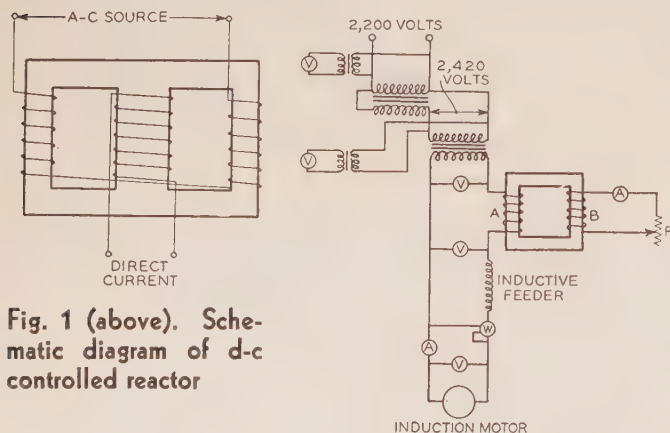 A-C SOURCE
DIRECT
CURRENT
Fig. 1 (above). Sche-
matic diagram of d-c
controlled reactor
2,200 VOLTS
V
2,420
VOLTS
V
V
A
A
B
V
INDUCTIVE
FEEDER
W
A
V
INDUCTION MOTOR